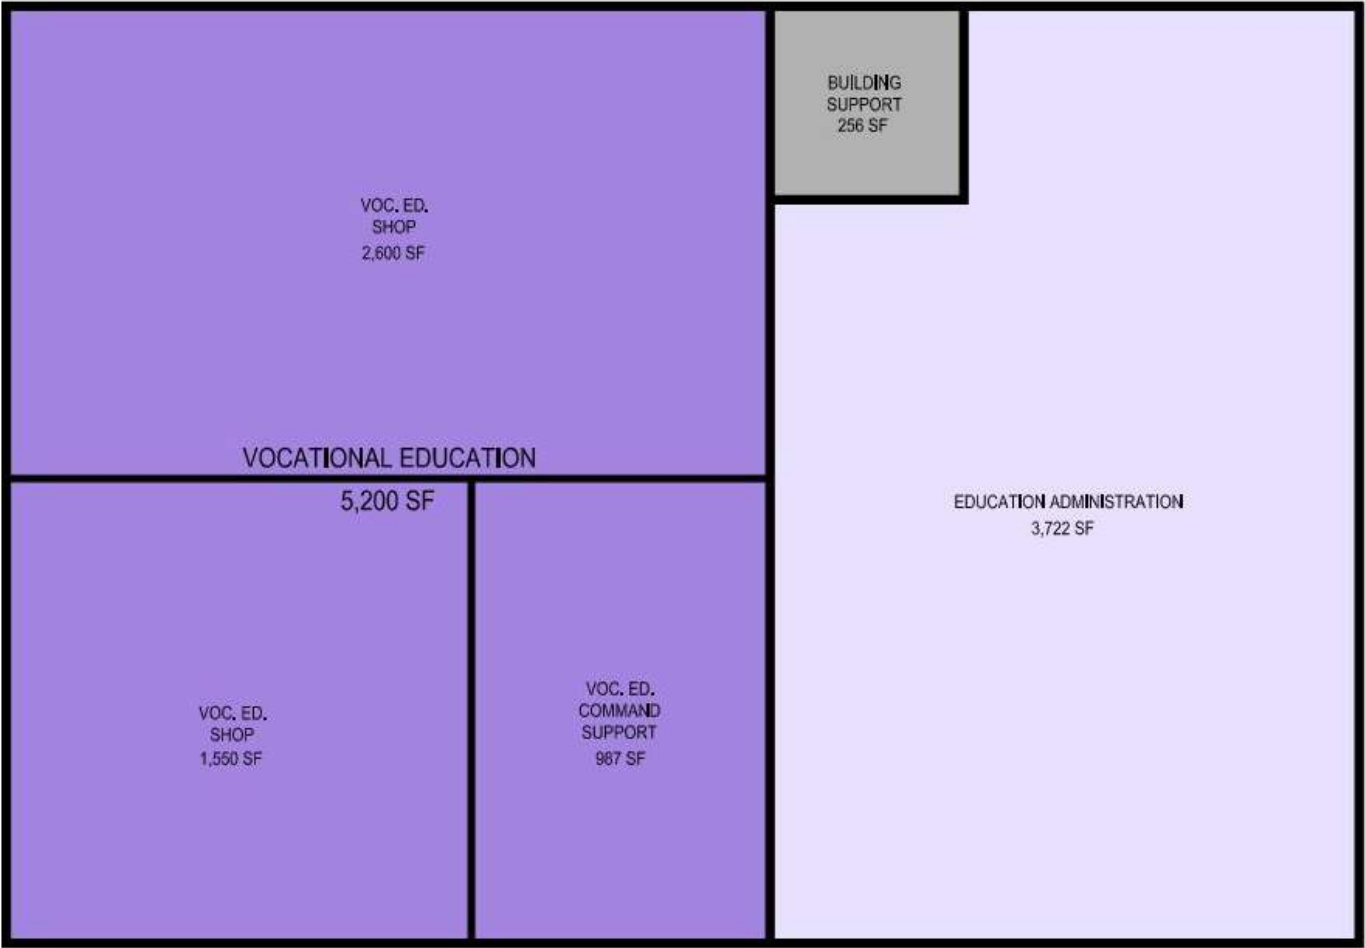 BUILDING
SUPPORT
256 SF
VOC. ED.
SHOP
2,600 SF
VOCATIONAL EDUCATION
5,200 SF
EDUCATION ADMINISTRATION
3,722 SF
VOC. ED.
SHOP
1,550 SF
VOC. ED.
COMMAND
SUPPORT
987 SF